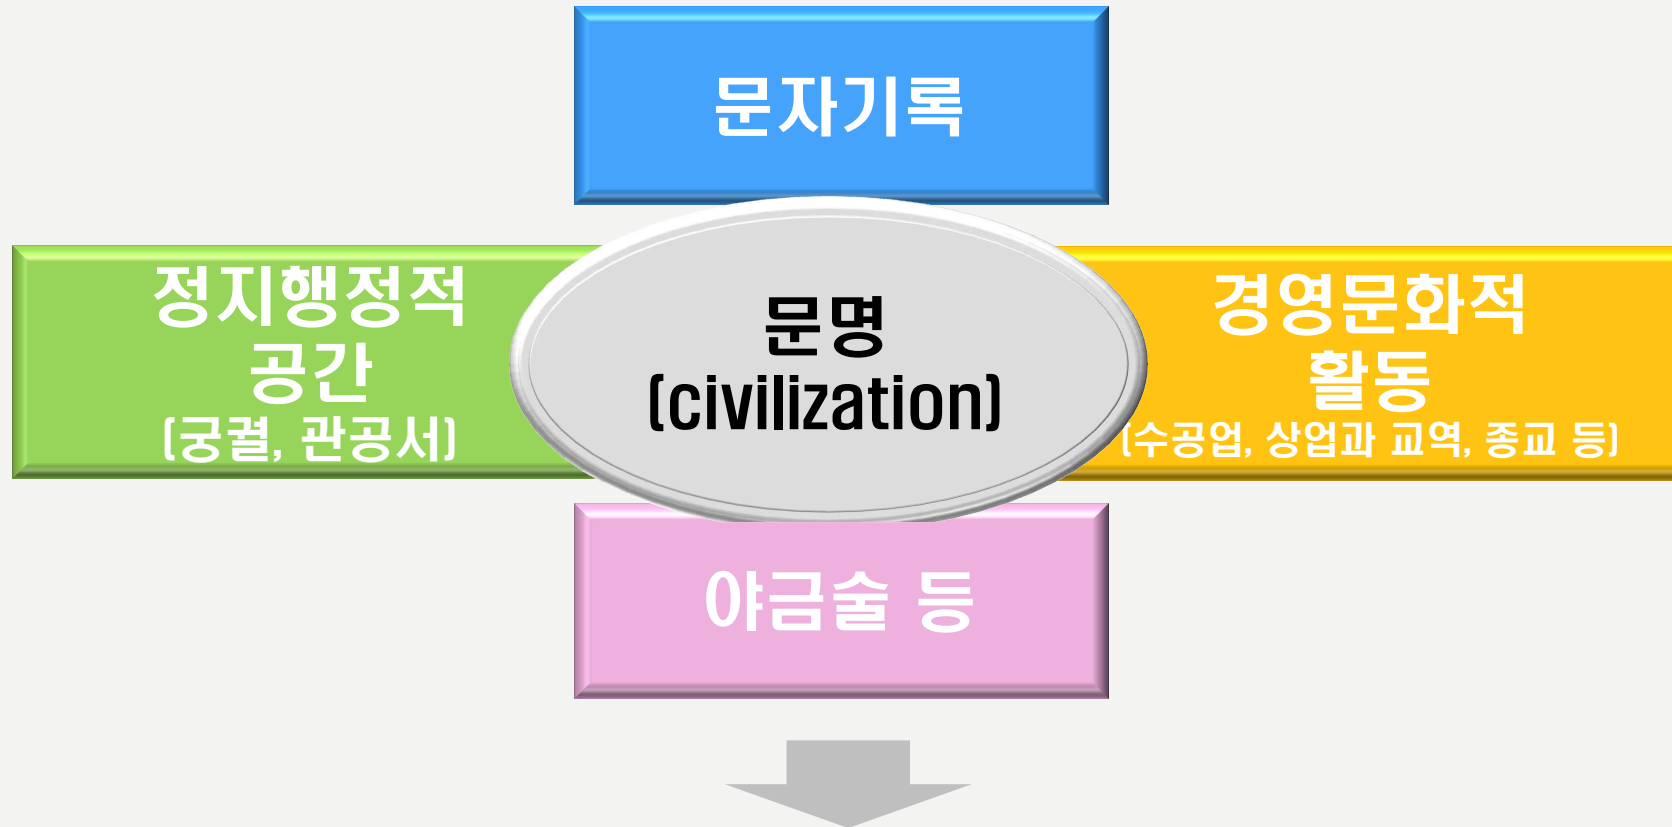 문자기록
정지행정적
공간
(궁궐, 관공서)
문명
(civilization)
경영문화적
활동
(수공업, 상업과 교역, 종교 등)
야금술 등